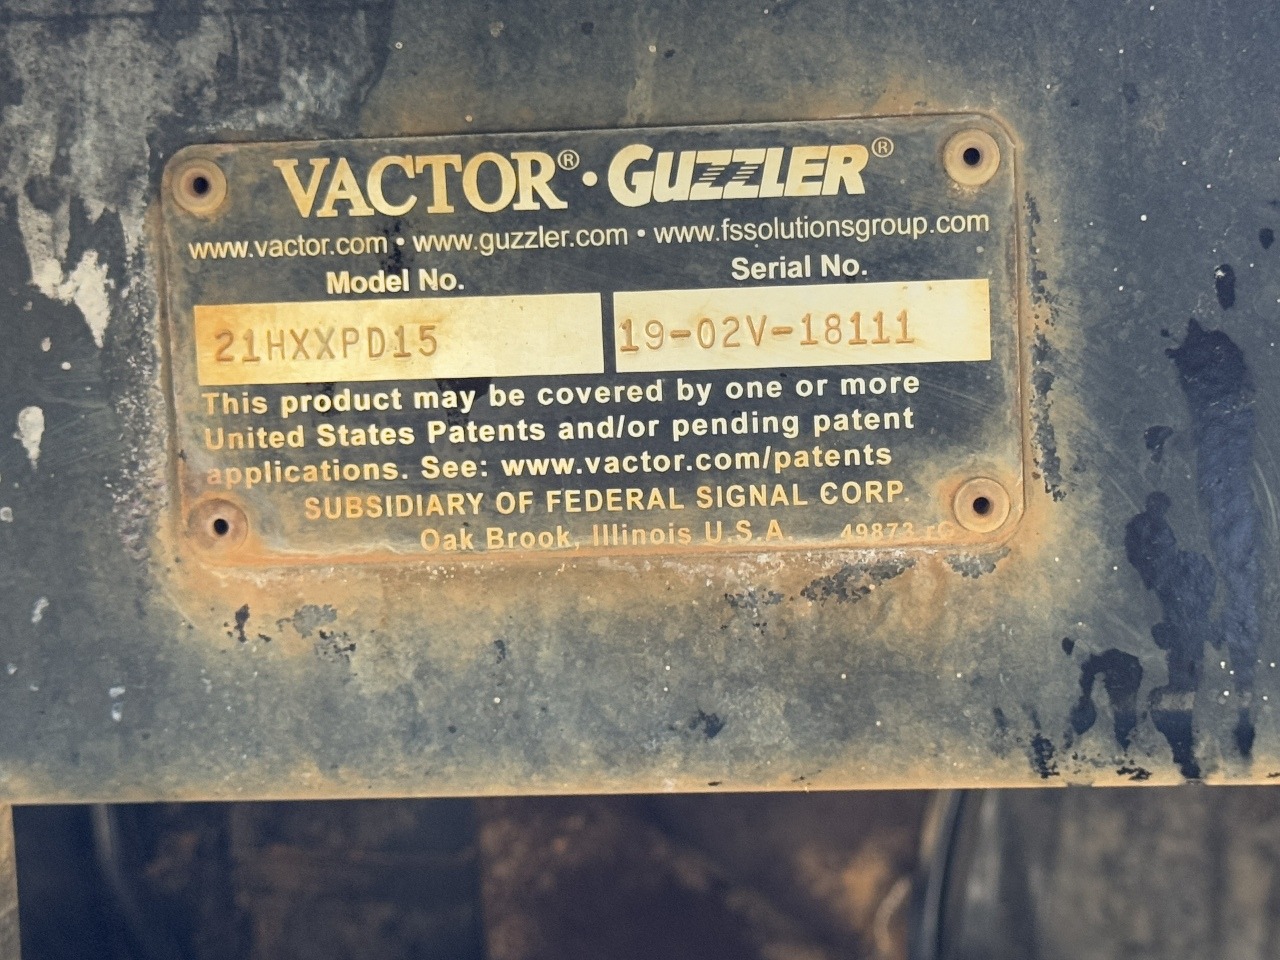 VACTOR® · GUZZLER®
www.vactor.com • www.guzzler.com • www.fssolutionsgroup.com
Model No. Serial No.
21HXXPD15 19-02V-18111
This product may be covered by one or more
United States Patents and/or pending patent
applications. See: www.vactor.com/patents
SUBSIDIARY OF FEDERAL SIGNAL CORP.
Oak Brook, Illinois U.S.A.